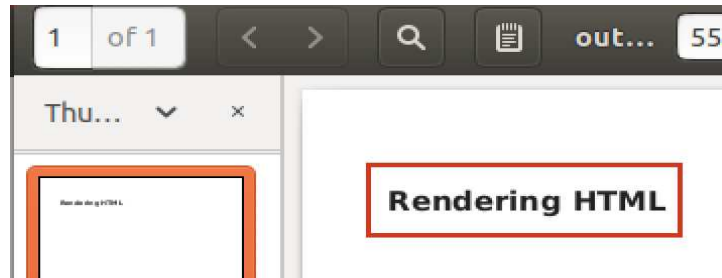 1 of 1 out... 55
Thu...
Rendering HTML
Rendering HTML